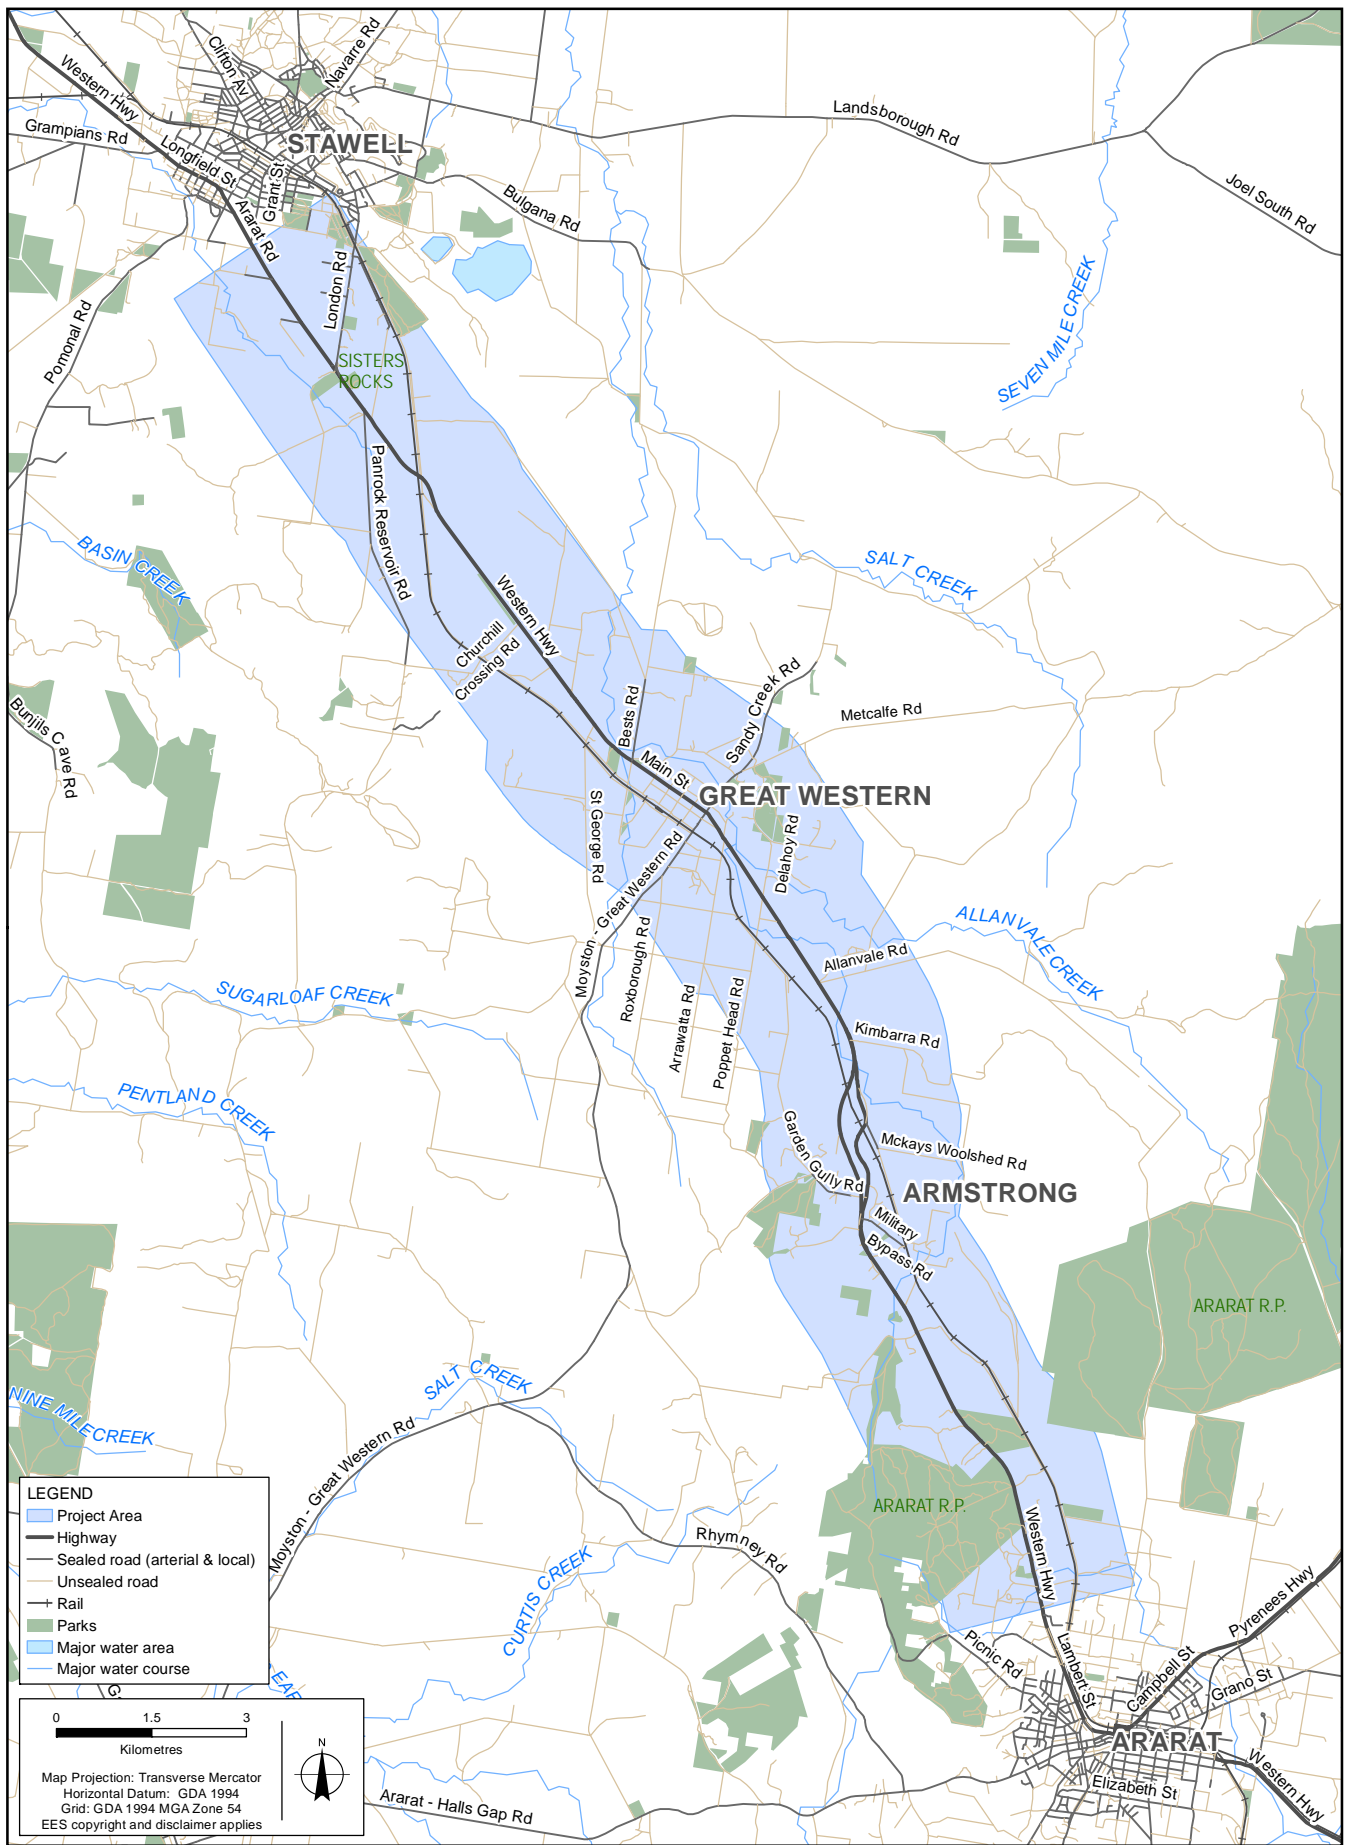 Western Hwy
Clifton Av
Navarre Rd
Grampians Rd
Longfield St
STAWELL
Grant St
Ararat Rd
Landsborough Rd
Joel South Rd
Bulgana Rd
London Rd
Pomonal Rd
SEVEN MILE CREEK
SISTERS
ROCKS
Panrock Reservoir Rd
BASIN CREEK
SALT CREEK
Western Hwy
Churchill
Crossing Rd
Bests Rd
Sandy Creek Rd
Metcalfe Rd
Bunjils Cave Rd
Main St
GREAT WESTERN
St George Rd
Delahoy Rd
Moyston - Great Western Rd
Roxborough Rd
Arrawatta Rd
Poppet Head Rd
Allanvale Rd
ALLANVALE CREEK
SUGARLOAF CREEK
Kimbarra Rd
PENTLAND CREEK
Garden Gully Rd
Mckays Woolshed Rd
ARMSTRONG
Military
Bypass Rd
ARARAT R.P.
SALT CREEK
NINE MILE CREEK
Moyston - Great Western Rd
ARARAT R.P.
Rhymney Rd
Western Hwy
CURTIS CREEK
Pyrenees Hwy
Picnic Rd
Lambert St
Campbell St
Grano St
ARARAT
Elizabeth St
Western Hwy
Ararat - Halls Gap Rd
LEGEND
Project Area
Highway
Sealed road (arterial & local)
Unsealed road
Rail
Parks
Major water area
Major water course
0 1.5 3
Kilometres
N
Map Projection: Transverse Mercator
Horizontal Datum: GDA 1994
Grid: GDA 1994 MGA Zone 54
EES copyright and disclaimer applies